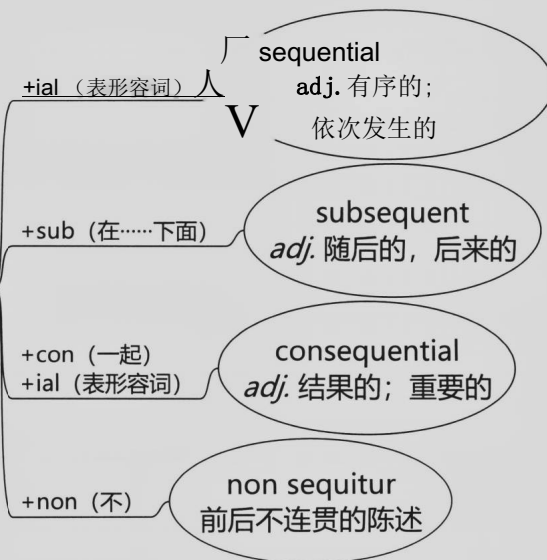 厂 sequential
+ial（表形容词）人 adj. 有序的;
V 依次发生的
subsequent
+sub（在……下面） adj. 随后的，后来的
+con（一起） consequential
+ial（表形容词） adj. 结果的；重要的
non sequitur
+non（不） 前后不连贯的陈述